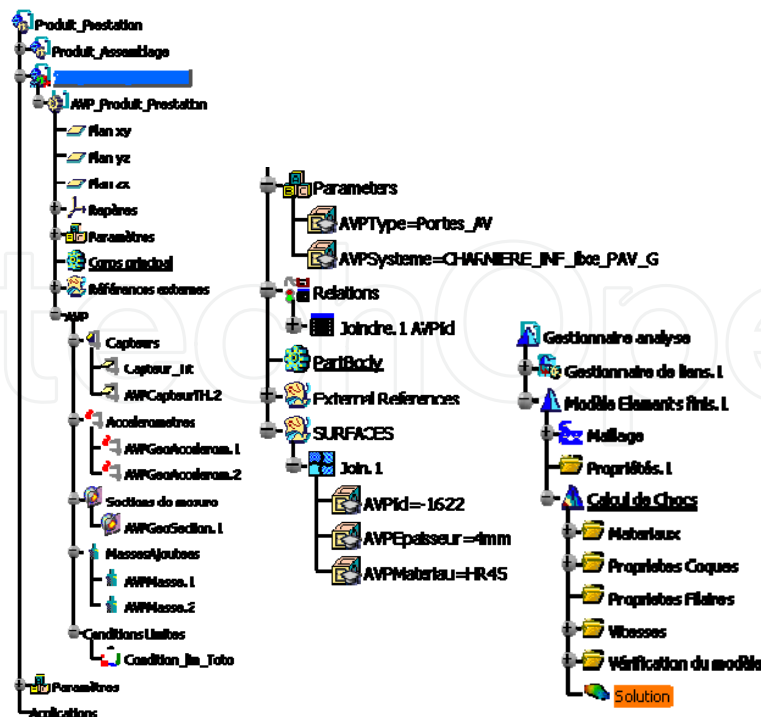 Produit_Prestation
Produit_Assemblage
AVP_Produit_Prestation
Plan xy
Plan yz
Plan zx
Repères
Paramètres
Corps principal
Références externes
AVP
Capteurs
AVPCapteurTH.2
Accelerometres
AVPGeoAccelerom.1
AVPGeoAccelerom.2
Sections de mesure
AVPGeoSection.1
MassesAjoutees
AVPMasse.1
AVPMasse.2
Conditions Limites
Condition_lim_Toto
Paramètres
Applications
Parameters
AVPType=Portes_AV
AVPSysteme=CHARNIERE_INF_fixe_PAV_G
Relations
Joindre.1 AVPid
PartBody
External References
SURFACES
Join.1
AVPid=-1622
AVPEpaisseur=4mm
AVPMateriau=HR45
Gestionnaire analyse
Gestionnaire de liens.1
Modèle Elements finis.1
Maillage
Propriétés.1
Calcul de Chocs
Materiaux
Proprietes Coques
Proprietes Filaires
Vitesses
Vérification du modèle
Solution